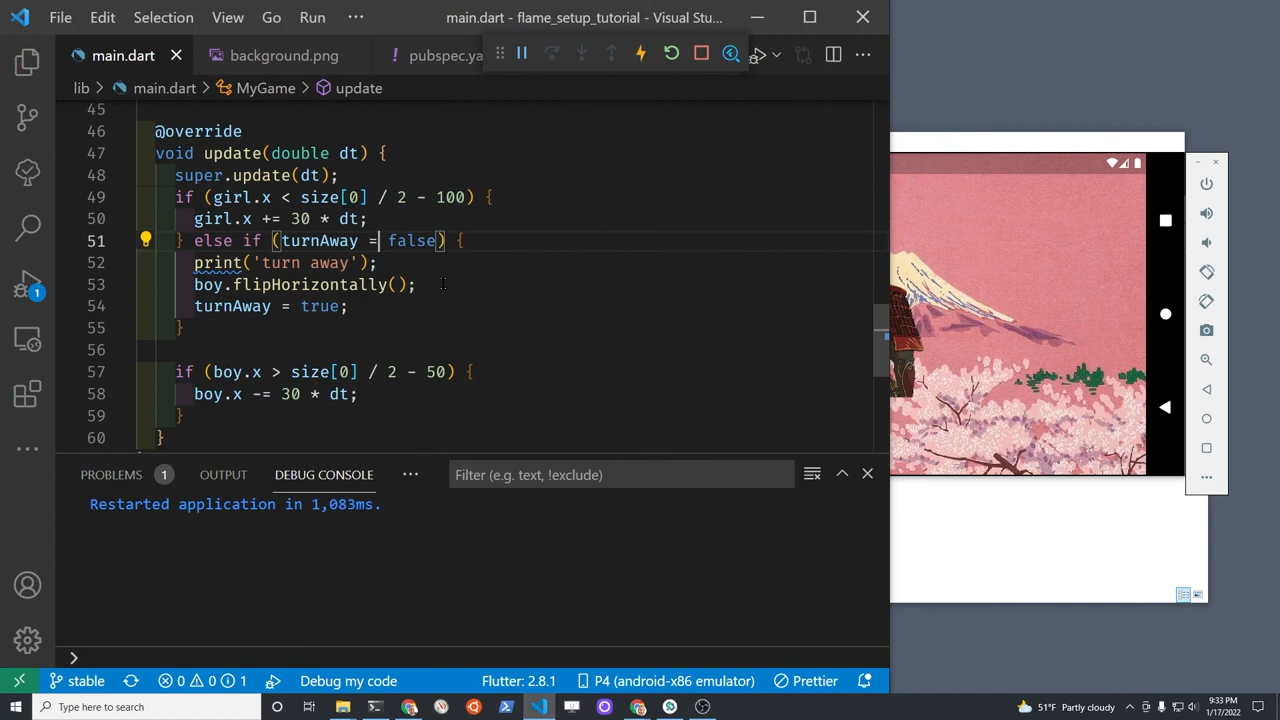 File Edit Selection View Go Run ··· main.dart - flame_setup_tutorial - Visual Stu...
main.dart background.png ! pubspec.ya
lib > main.dart > MyGame > update
45
46 @override
47 void update(double dt) {
48 super.update(dt);
49 if (girl.x < size[0] / 2 - 100) {
50 girl.x += 30 * dt;
51 } else if (turnAway = false) {
52 print('turn away');
53 boy.flipHorizontally();
54 turnAway = true;
55 }
56
57 if (boy.x > size[0] / 2 - 50) {
58 boy.x -= 30 * dt;
59 }
60 }
1
PROBLEMS 1 OUTPUT DEBUG CONSOLE ··· Filter (e.g. text, !exclude)
Restarted application in 1,083ms.
>
stable 0 0 1 Debug my code Flutter: 2.8.1 P4 (android-x86 emulator) Prettier
Type here to search 51°F Partly cloudy 9:33 PM
1/17/2022